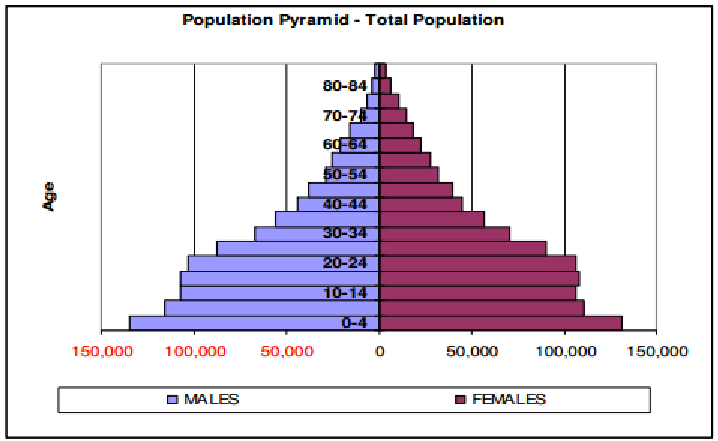 Population Pyramid - Total Population
80-84
70-74
60-64
50-54
40-44
30-34
20-24
10-14
0-4
Age
150,000 100,000 50,000 0 50,000 100,000 150,000
MALES FEMALES